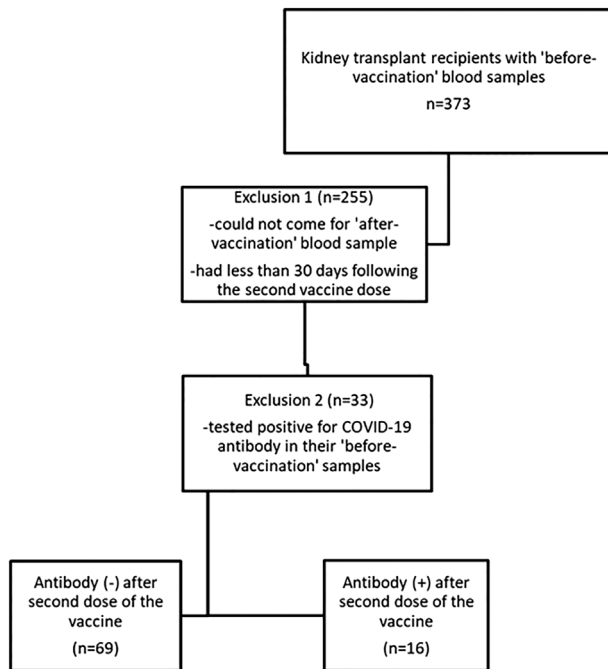 Kidney transplant recipients with 'before-
vaccination' blood samples
n=373
Exclusion 1 (n=255)
-could not come for 'after-
vaccination' blood sample
-had less than 30 days following
the second vaccine dose
Exclusion 2 (n=33)
-tested positive for COVID-19
antibody in their 'before-
vaccination' samples
Antibody (-) after
second dose of the
vaccine
(n=69)
Antibody (+) after
second dose of the
vaccine
(n=16)